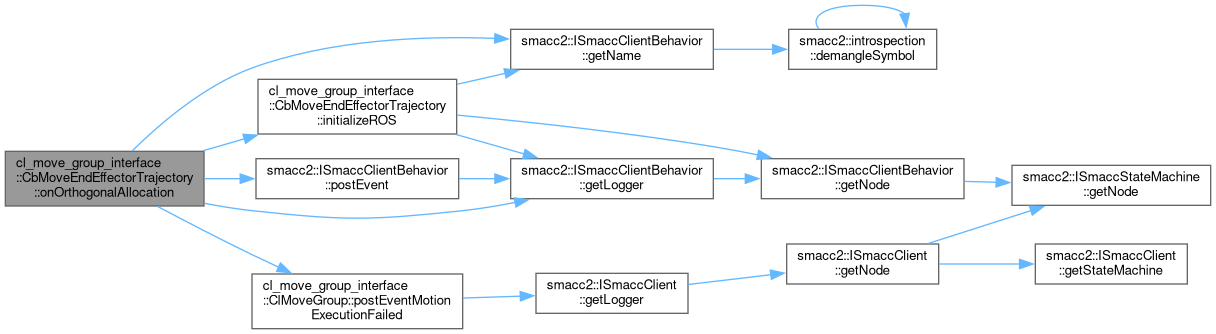 cl_move_group_interface
::CbMoveEndEffectorTrajectory
::onOrthogonalAllocation
smacc2::ISmaccClientBehavior
::getName
smacc2::introspection
::demangleSymbol
cl_move_group_interface
::CbMoveEndEffectorTrajectory
::initializeROS
smacc2::ISmaccClientBehavior
::postEvent
smacc2::ISmaccClientBehavior
::getLogger
smacc2::ISmaccClientBehavior
::getNode
smacc2::ISmaccStateMachine
::getNode
cl_move_group_interface
::ClMoveGroup::postEventMotion
ExecutionFailed
smacc2::ISmaccClient
::getLogger
smacc2::ISmaccClient
::getNode
smacc2::ISmaccClient
::getStateMachine